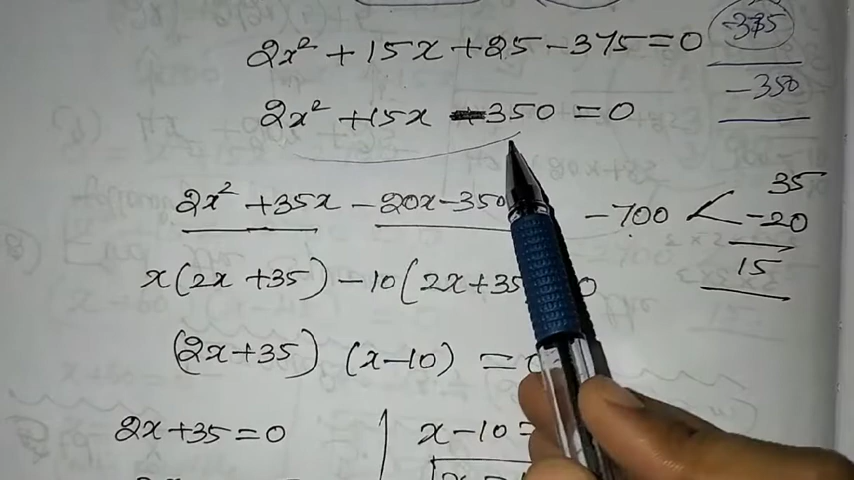 2x² + 15x + 25 - 375 = 0
-375
-350
2x² + 15x - 350 = 0
2x² + 35x - 20x - 350
-700 < 35
-20
15
x(2x + 35) - 10(2x + 35 0
(2x + 35) (x - 10) = 0
2x + 35 = 0
x - 10 =